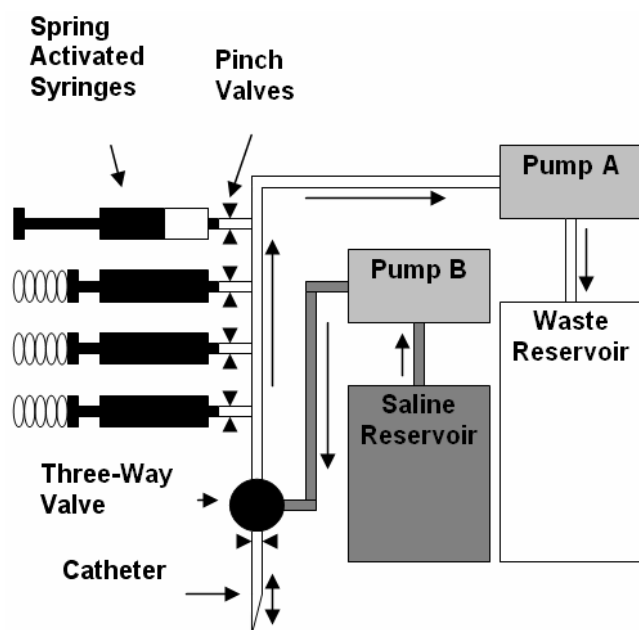 Spring
Activated
Syringes
Pinch
Valves
Pump A
Pump B
Waste
Reservoir
Saline
Reservoir
Three-Way
Valve
Catheter